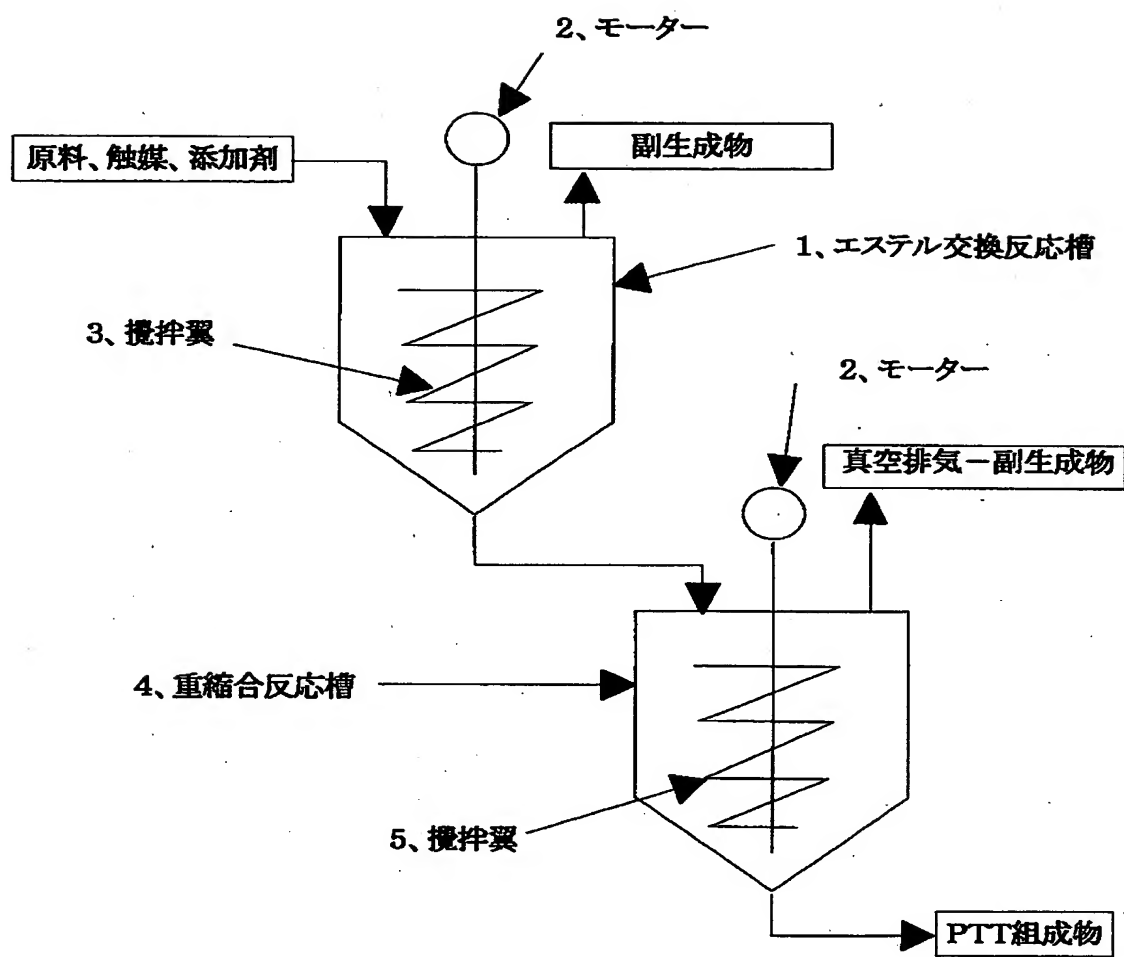 2、モーター
原料、触媒、添加剤
副生成物
1、エステル交換反応槽
3、攪拌翼
2、モーター
真空排気－副生成物
4、重縮合反応槽
5、攪拌翼
PTT組成物